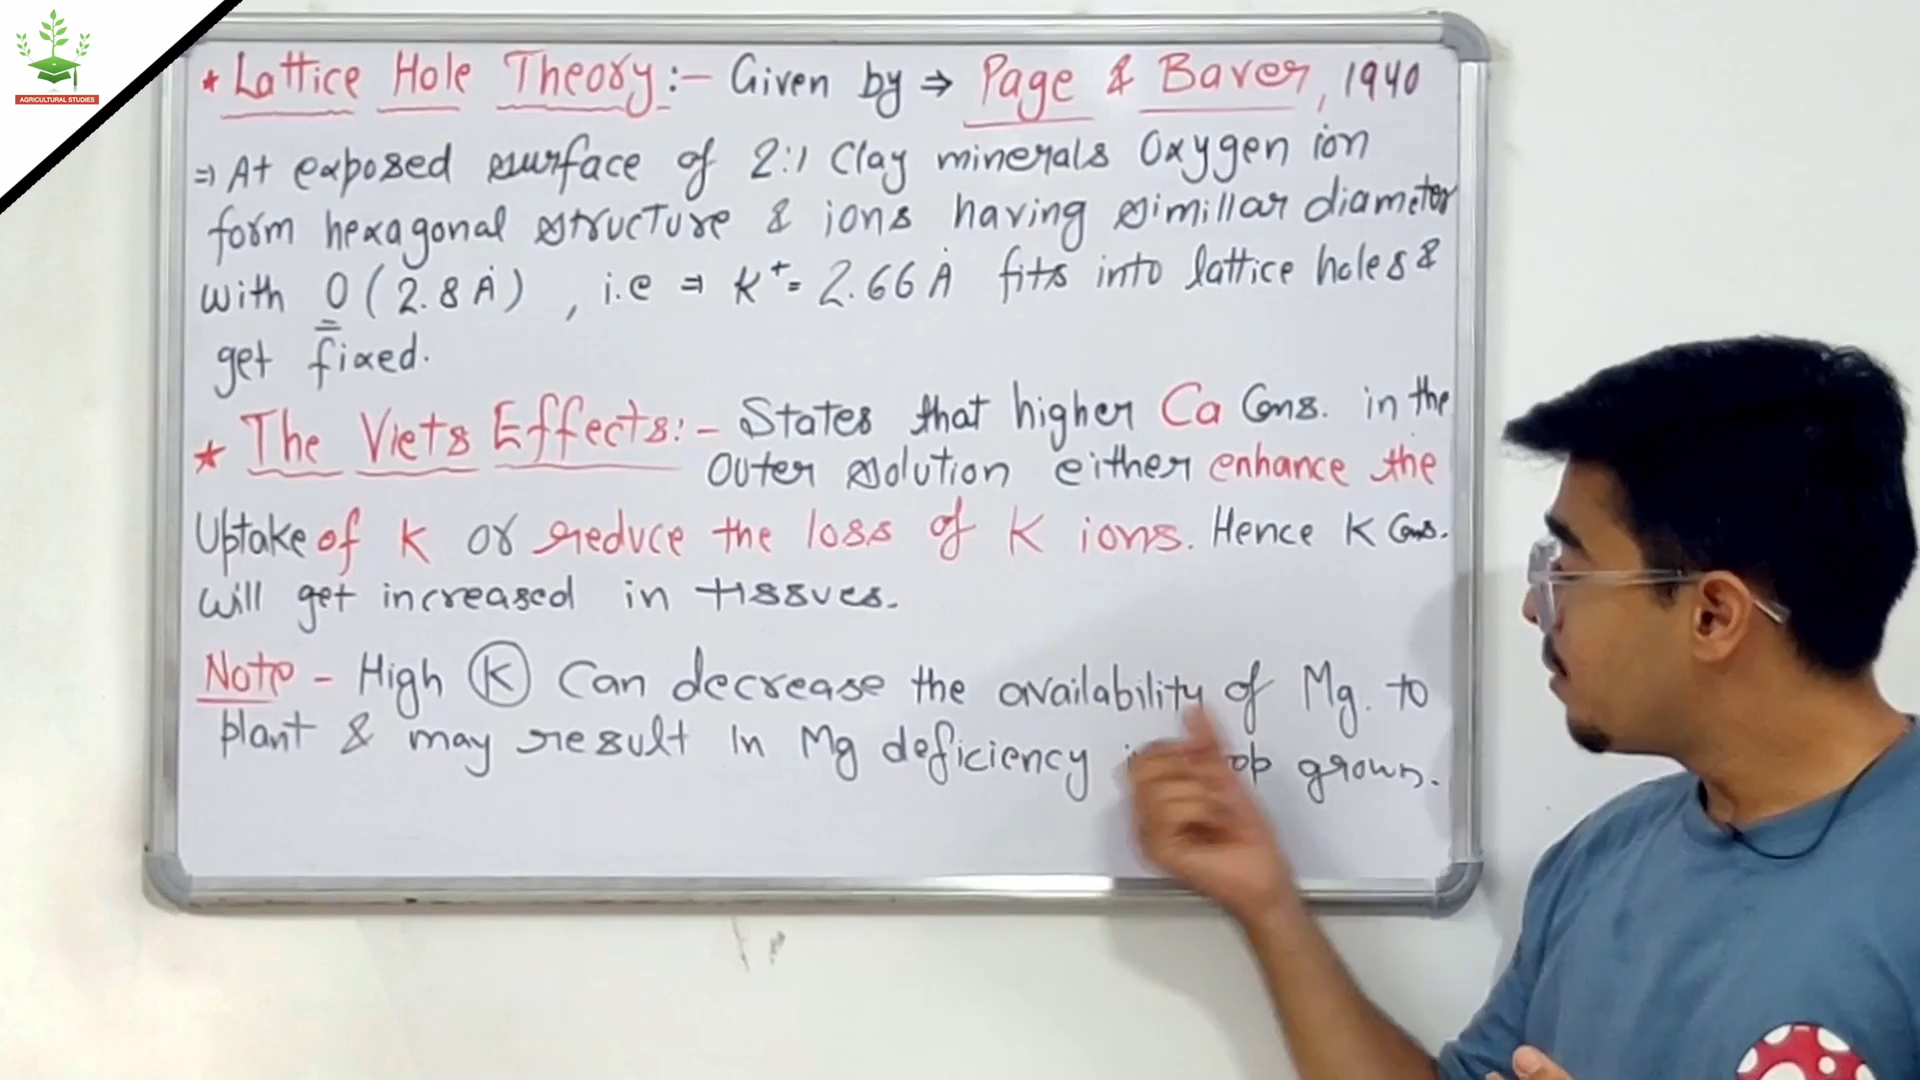 AGRICULTURAL STUDIES
* Lattice Hole Theory :- Given by ⇒ Page & Baver, 1940
⇒ At exposed surface of 2:1 Clay minerals Oxygen ion
form hexagonal structure & ions having simillar diameter
with O (2.8 Å) , i.e ⇒ K⁺ = 2.66 Å fits into lattice holes &
get fixed.
* The Viets Effects :- States that higher Ca Cons. in the
Outer solution either enhance the
Uptake of K or reduce the loss of K ions. Hence K Cons.
will get increased in tissues.
Note - High K Can decrease the availability of Mg. to
plant & may result in Mg deficiency grown.